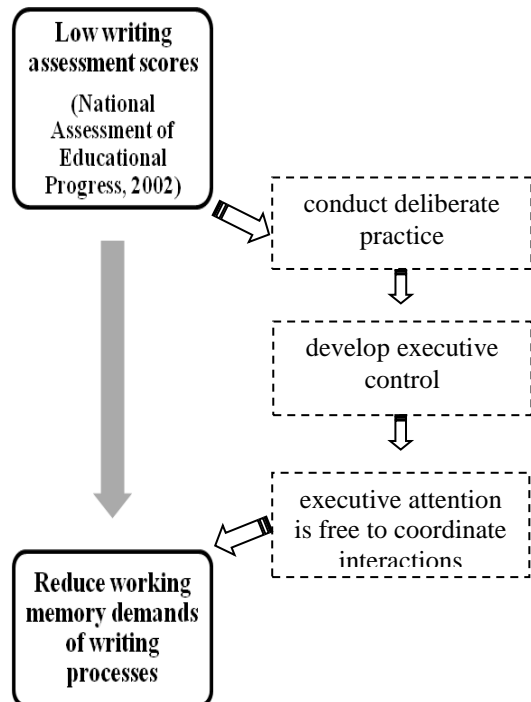 Low writing
assessment scores
(National
Assessment of
Educational
Progress, 2002)
conduct deliberate
practice
develop executive
control
executive attention
is free to coordinate
interactions
Reduce working
memory demands
of writing
processes